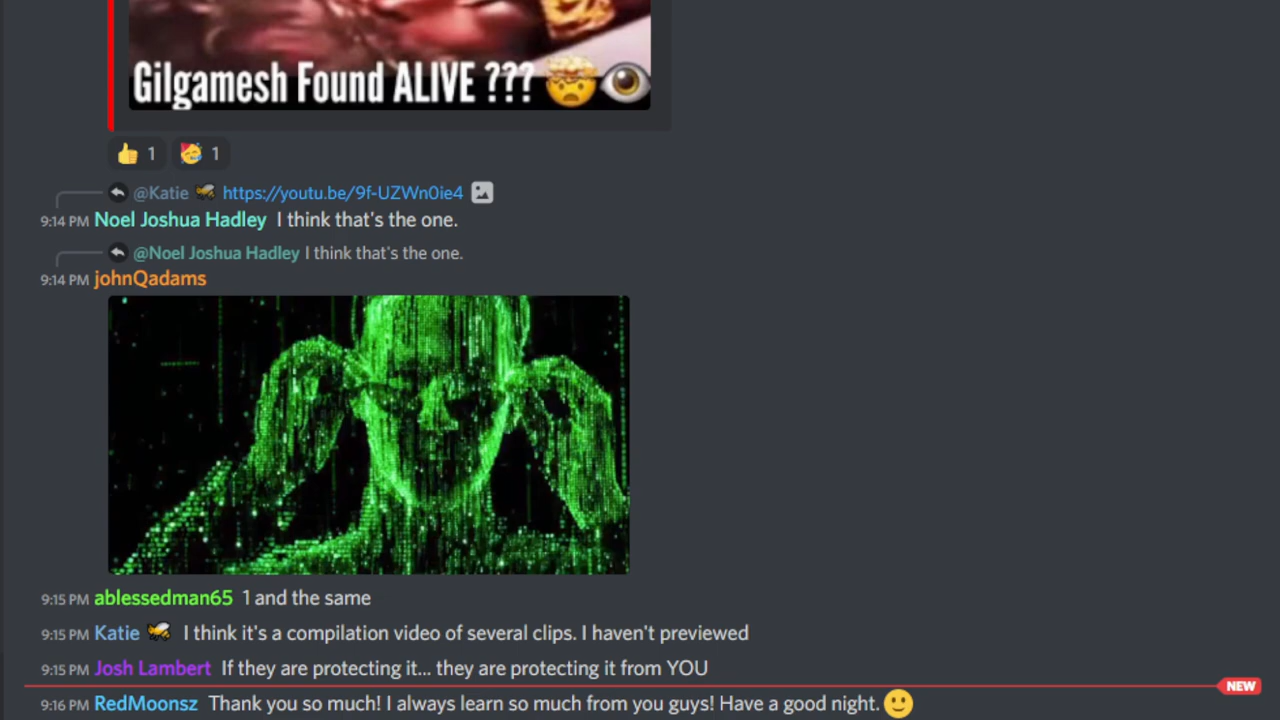 Gilgamesh Found ALIVE ??? 🤯👁
👍 1 🥳 1
@Katie 🐝 https://youtu.be/9f-UZWn0ie4
9:14 PM Noel Joshua Hadley I think that's the one.
@Noel Joshua Hadley I think that's the one.
9:14 PM johnQadams
9:15 PM ablessedman65 1 and the same
9:15 PM Katie 🐝 I think it's a compilation video of several clips. I haven't previewed
9:15 PM Josh Lambert If they are protecting it... they are protecting it from YOU
NEW
9:16 PM RedMoonsz Thank you so much! I always learn so much from you guys! Have a good night. 🙂